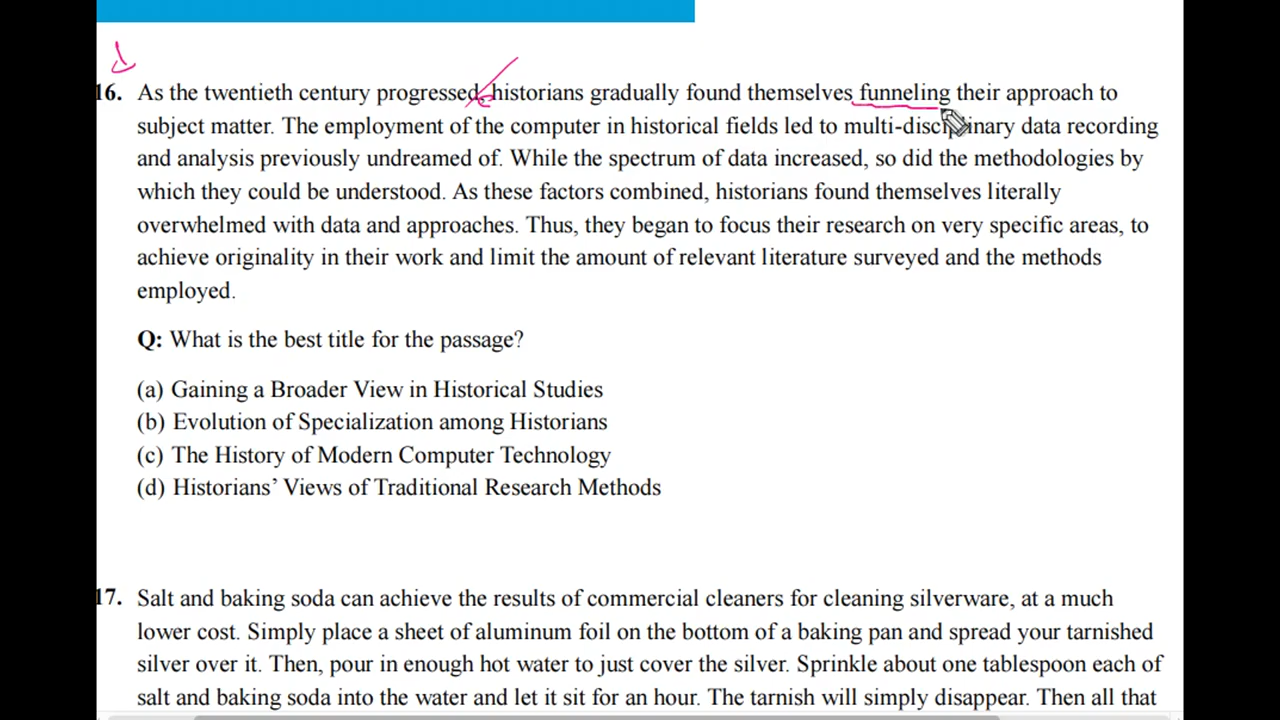 16. As the twentieth century progressed, historians gradually found themselves funneling their approach to
subject matter. The employment of the computer in historical fields led to multi-disciplinary data recording
and analysis previously undreamed of. While the spectrum of data increased, so did the methodologies by
which they could be understood. As these factors combined, historians found themselves literally
overwhelmed with data and approaches. Thus, they began to focus their research on very specific areas, to
achieve originality in their work and limit the amount of relevant literature surveyed and the methods
employed.
Q: What is the best title for the passage?
(a) Gaining a Broader View in Historical Studies
(b) Evolution of Specialization among Historians
(c) The History of Modern Computer Technology
(d) Historians’ Views of Traditional Research Methods
17. Salt and baking soda can achieve the results of commercial cleaners for cleaning silverware, at a much
lower cost. Simply place a sheet of aluminum foil on the bottom of a baking pan and spread your tarnished
silver over it. Then, pour in enough hot water to just cover the silver. Sprinkle about one tablespoon each of
salt and baking soda into the water and let it sit for an hour. The tarnish will simply disappear. Then all that